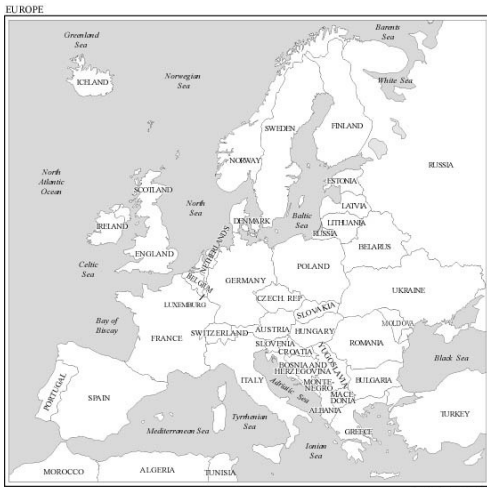 EUROPE
Greenland
Sea
Barents
Sea
ICELAND
Norwegian
Sea
White Sea
SWEDEN
FINLAND
RUSSIA
NORWAY
North
Atlantic
Ocean
SCOTLAND
ESTONIA
North
Sea
LATVIA
IRELAND
DENMARK
Baltic
Sea
LITHUANIA
RUSSIA
NETHERLANDS
BELARUS
ENGLAND
Celtic
Sea
POLAND
BELGIUM
GERMANY
UKRAINE
LUXEMBURG
CZECH. REP
SLOVAKIA
Bay of
Biscay
MOLDOVA
FRANCE
SWITZERLAND
AUSTRIA
HUNGARY
SLOVENIA
ROMANIA
CROATIA
YUGOSLAVIA
Black Sea
BOSNIA AND
HERZEGOVINA
ITALY
Adriatic Sea
MONTE-
NEGRO
BULGARIA
PORTUGAL
SPAIN
MACE-
DONIA
ALBANIA
TURKEY
Tyrrhenian
Sea
Mediterranean Sea
GREECE
Ionian
Sea
MOROCCO
ALGERIA
TUNISIA